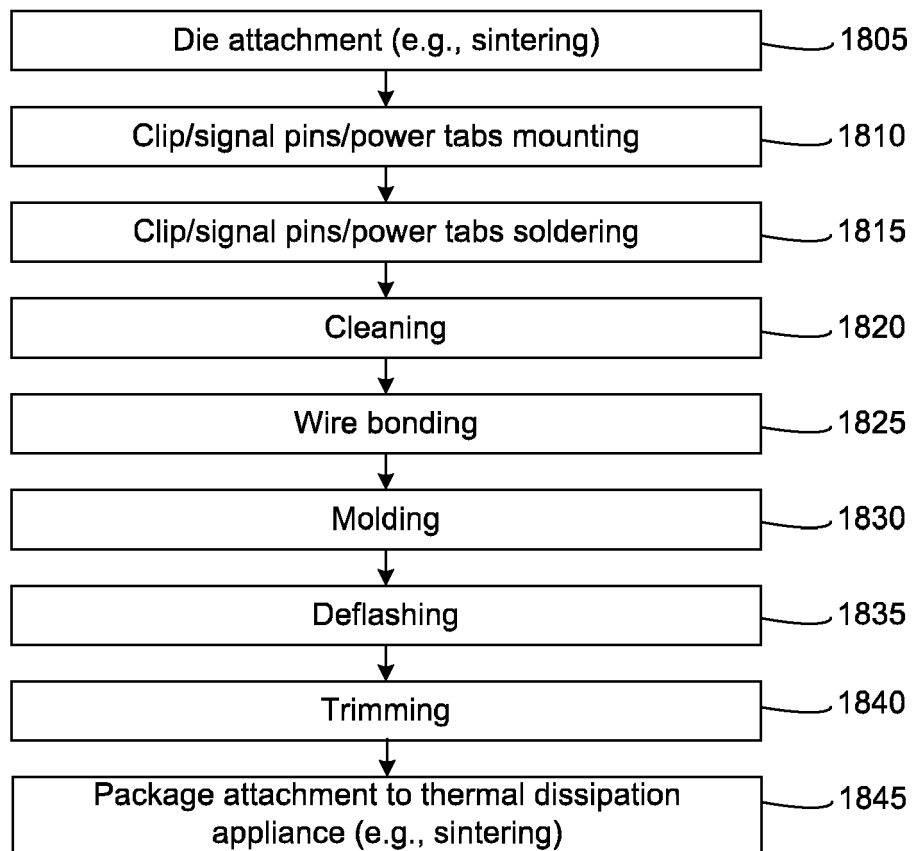 Die attachment (e.g., sintering) 1805
Clip/signal pins/power tabs mounting 1810
Clip/signal pins/power tabs soldering 1815
Cleaning 1820
Wire bonding 1825
Molding 1830
Deflashing 1835
Trimming 1840
Package attachment to thermal dissipation 1845
appliance (e.g., sintering)